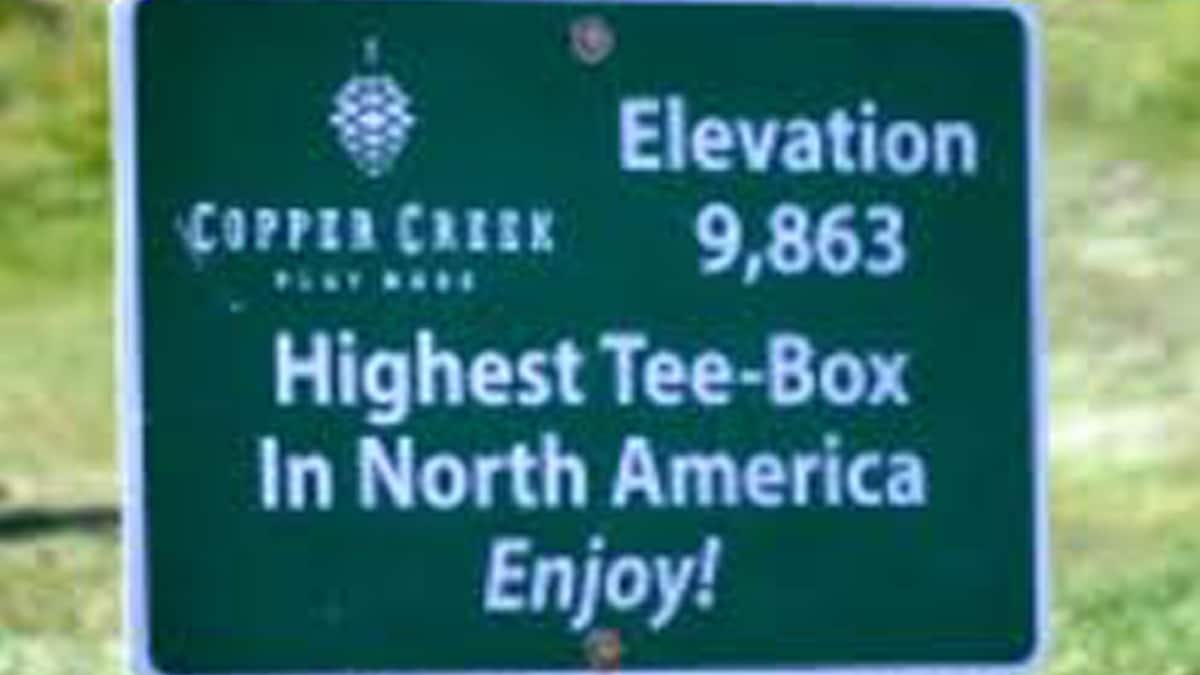 Copper Creek
Elevation
9,863
Highest Tee-Box
In North America
Enjoy!